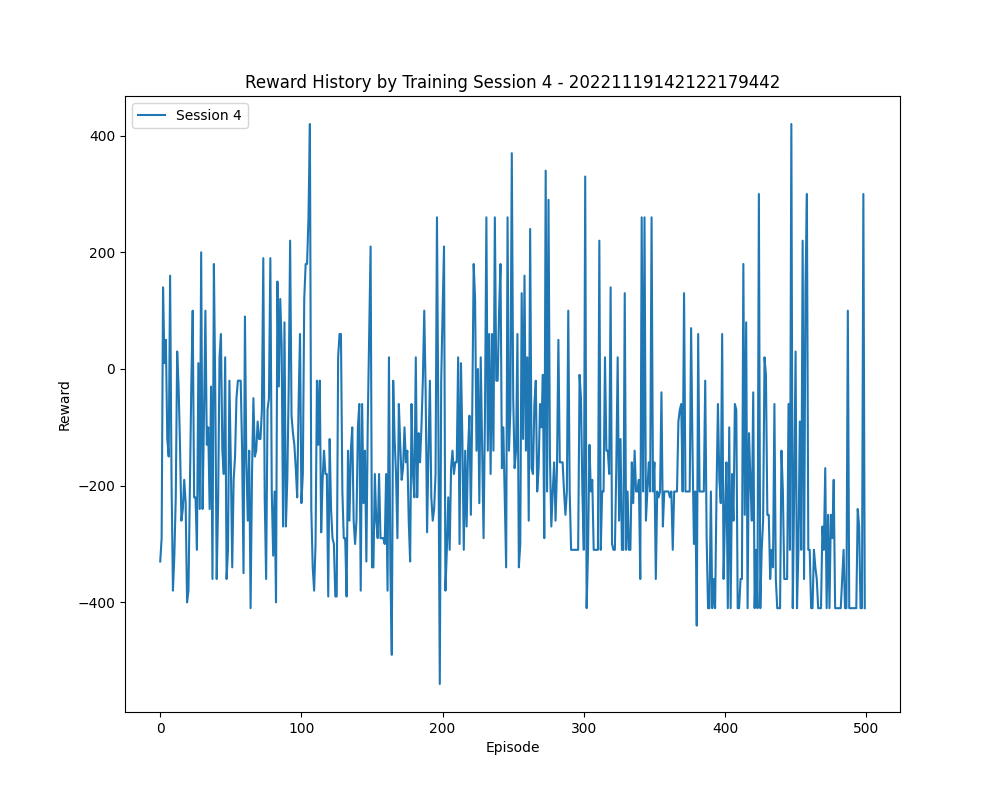 Reward History by Training Session 4 - 20221119142122179442
Session 4
400
200
0
−200
−400
Reward
0 100 200 300 400 500
Episode